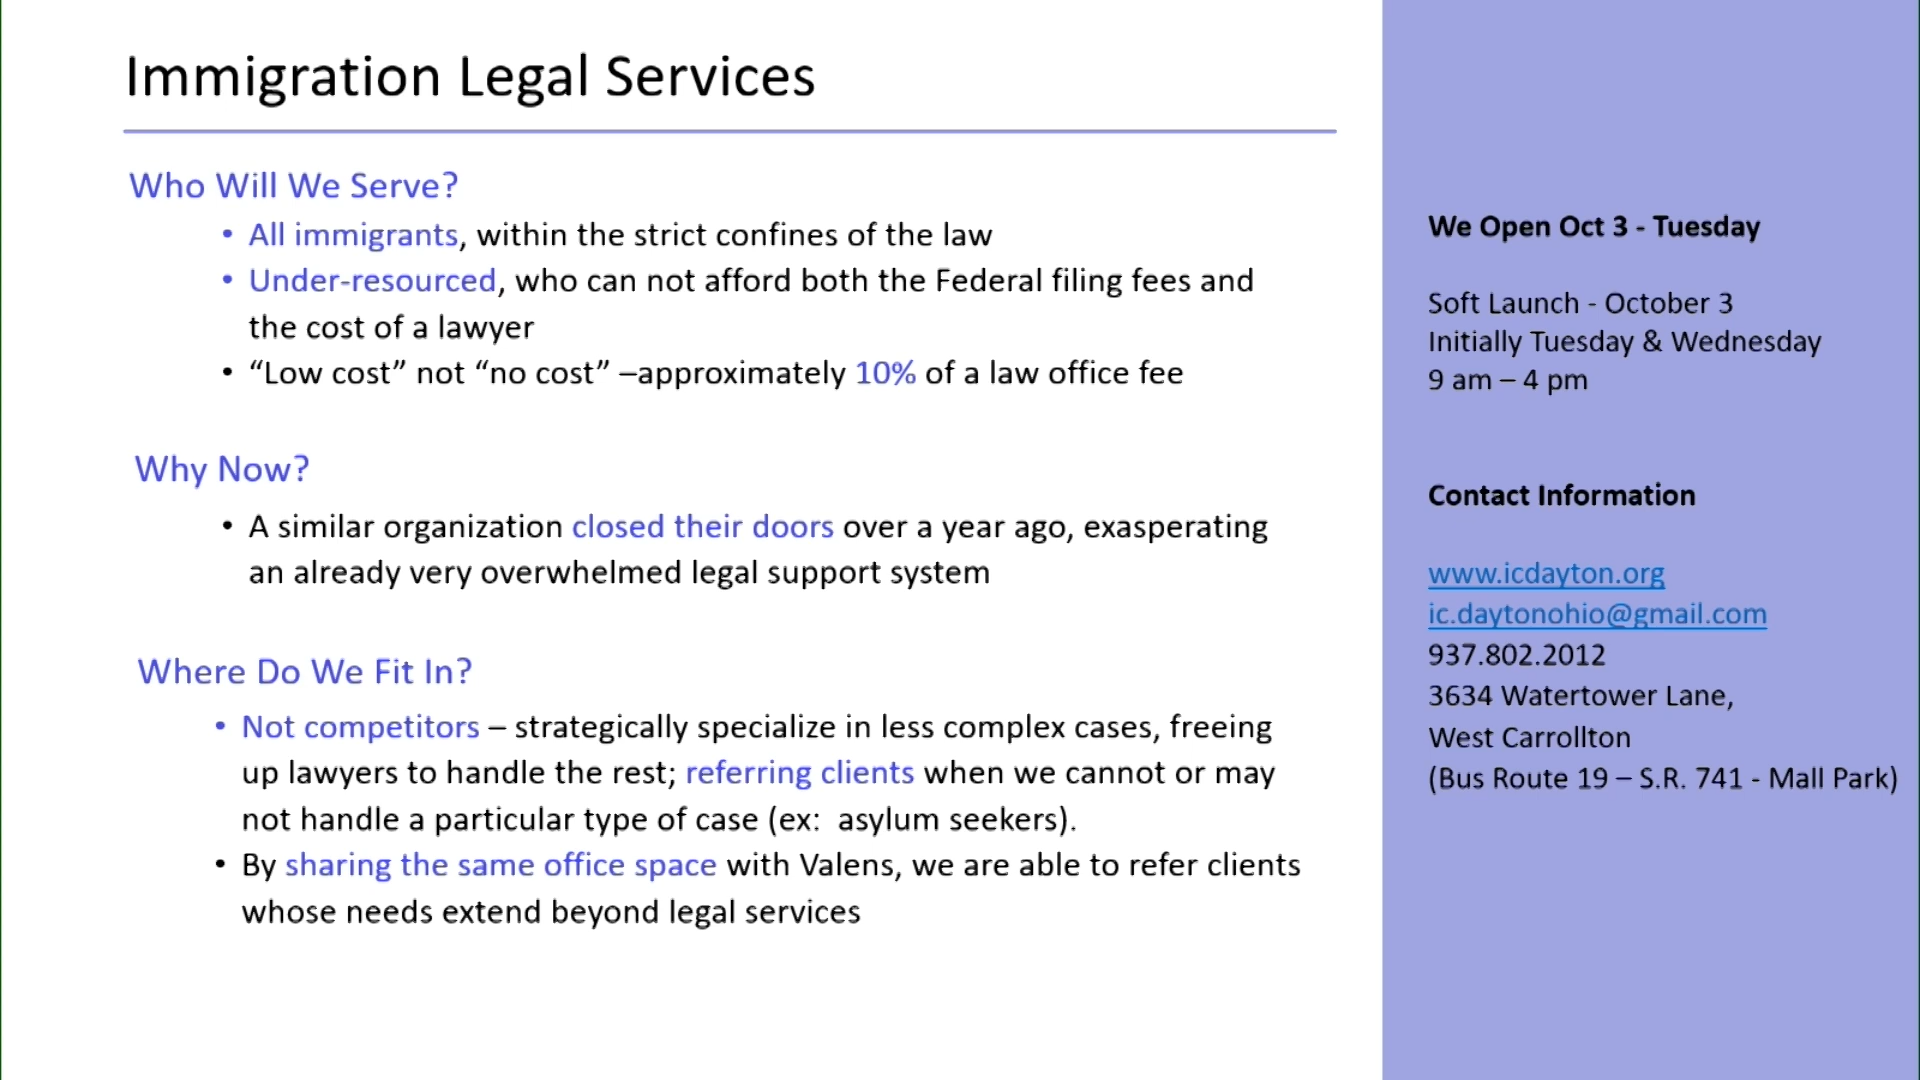 Immigration Legal Services
Who Will We Serve?
• All immigrants, within the strict confines of the law
• Under-resourced, who can not afford both the Federal filing fees and
the cost of a lawyer
• “Low cost” not “no cost” –approximately 10% of a law office fee
Why Now?
• A similar organization closed their doors over a year ago, exasperating
an already very overwhelmed legal support system
Where Do We Fit In?
• Not competitors – strategically specialize in less complex cases, freeing
up lawyers to handle the rest; referring clients when we cannot or may
not handle a particular type of case (ex:  asylum seekers).
• By sharing the same office space with Valens, we are able to refer clients
whose needs extend beyond legal services
We Open Oct 3 - Tuesday
Soft Launch - October 3
Initially Tuesday & Wednesday
9 am – 4 pm
Contact Information
www.icdayton.org
ic.daytonohio@gmail.com
937.802.2012
3634 Watertower Lane,
West Carrollton
(Bus Route 19 – S.R. 741 - Mall Park)